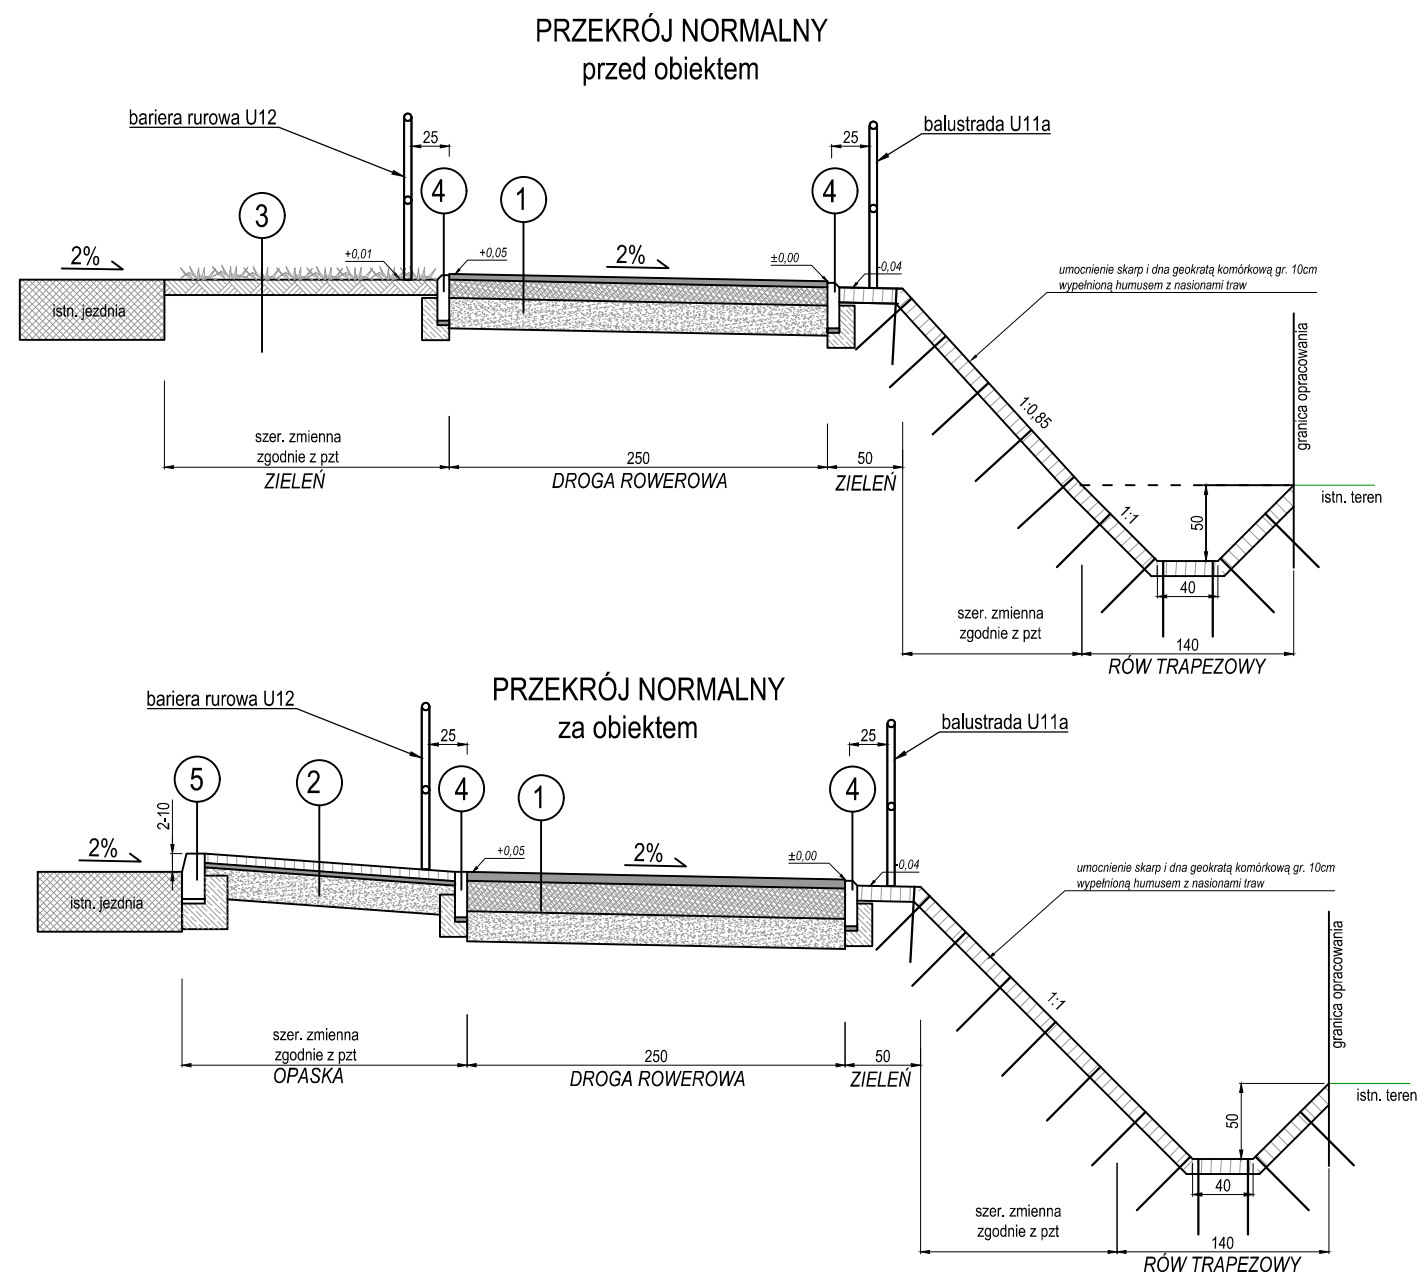 PRZEKRÓJ NORMALNY
przed obiektem
bariera rurowa U12
25
25
balustrada U11a
4
1
4
3
2%
+0,01
+0,05
2%
±0,00
-0,04
umocnienie skarp i dna geokratą komórkową gr. 10cm
wypełnioną humusem z nasionami traw
istn. jezdnia
granica opracowania
1:0,85
szer. zmienna
zgodnie z pzt
ZIELEŃ
250
DROGA ROWEROWA
50
ZIELEŃ
istn. teren
1:1
50
40
szer. zmienna
zgodnie z pzt
140
RÓW TRAPEZOWY
PRZEKRÓJ NORMALNY
za obiektem
bariera rurowa U12
25
25
balustrada U11a
5
2
4
1
4
2-10
2%
+0,05
2%
±0,00
-0,04
umocnienie skarp i dna geokratą komórkową gr. 10cm
wypełnioną humusem z nasionami traw
istn. jezdnia
granica opracowania
1:1
szer. zmienna
zgodnie z pzt
OPASKA
250
DROGA ROWEROWA
50
ZIELEŃ
istn. teren
50
40
szer. zmienna
zgodnie z pzt
140
RÓW TRAPEZOWY